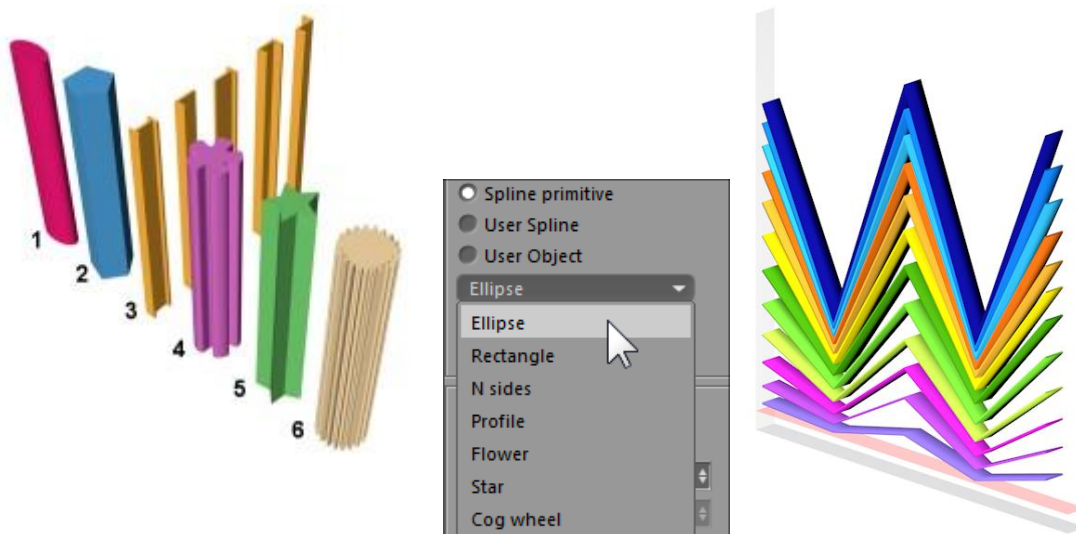 1
2
3
4
5
6
Spline primitive
User Spline
User Object
Ellipse
Ellipse
Rectangle
N sides
Profile
Flower
Star
Cog wheel